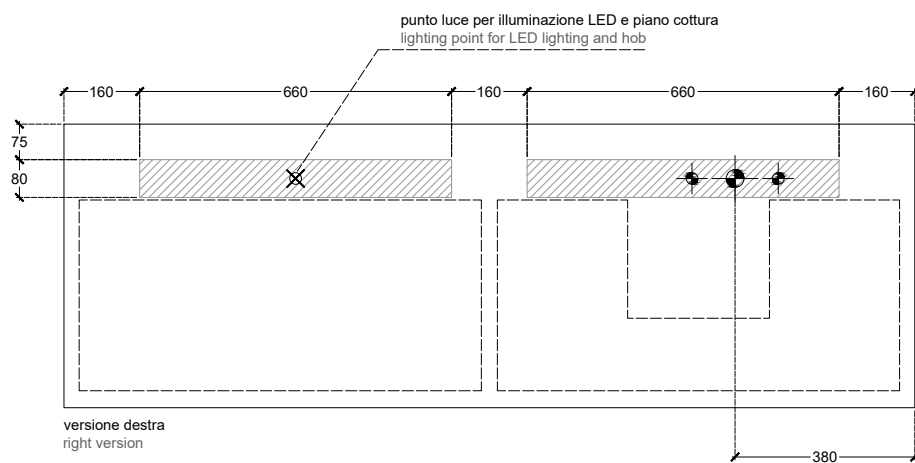 punto luce per illuminazione LED e piano cottura
lighting point for LED lighting and hob
160 660 160 660 160
75
80
versione destra
right version
380